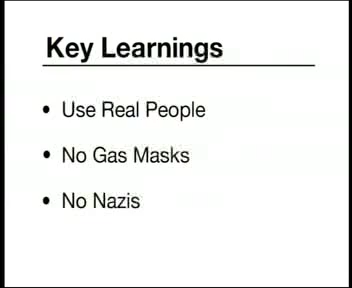 Key Learnings
• Use Real People
• No Gas Masks
• No Nazis